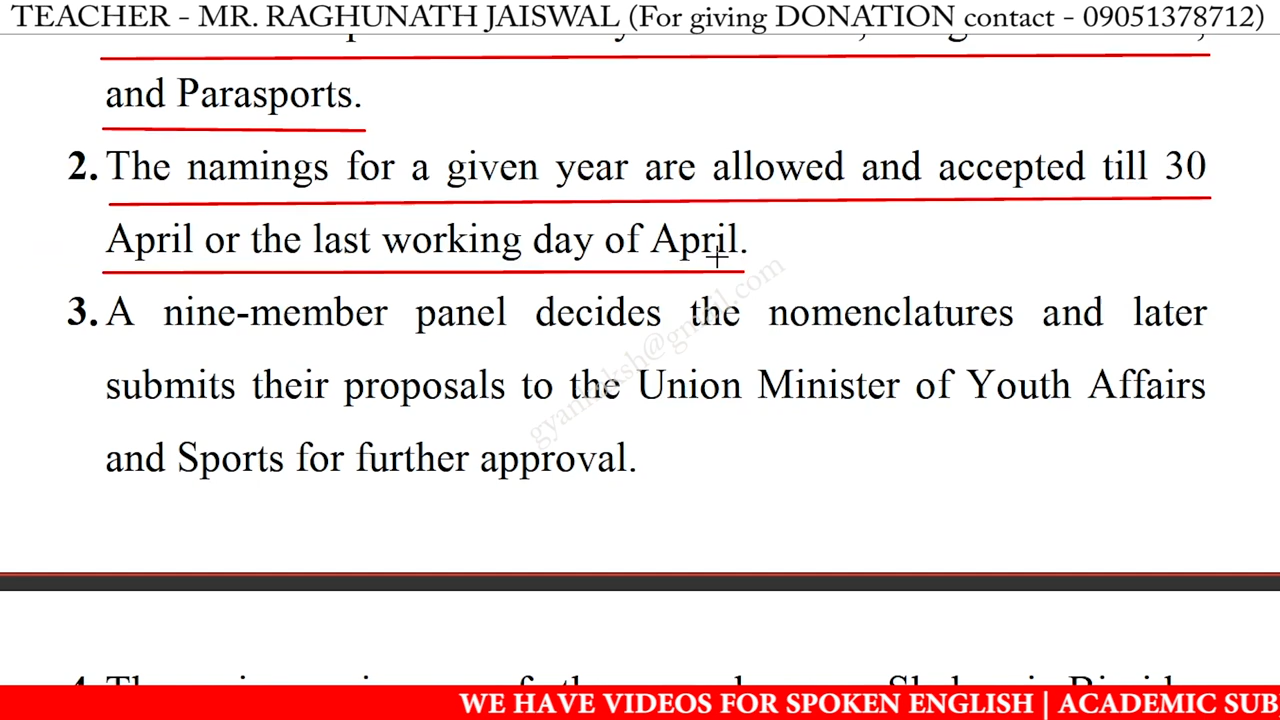 TEACHER - MR. RAGHUNATH JAISWAL (For giving DONATION contact - 09051378712)
and Parasports.
2. The namings for a given year are allowed and accepted till 30
April or the last working day of April.
3. A nine-member panel decides the nomenclatures and later
submits their proposals to the Union Minister of Youth Affairs
and Sports for further approval.
WE HAVE VIDEOS FOR SPOKEN ENGLISH | ACADEMIC SUB